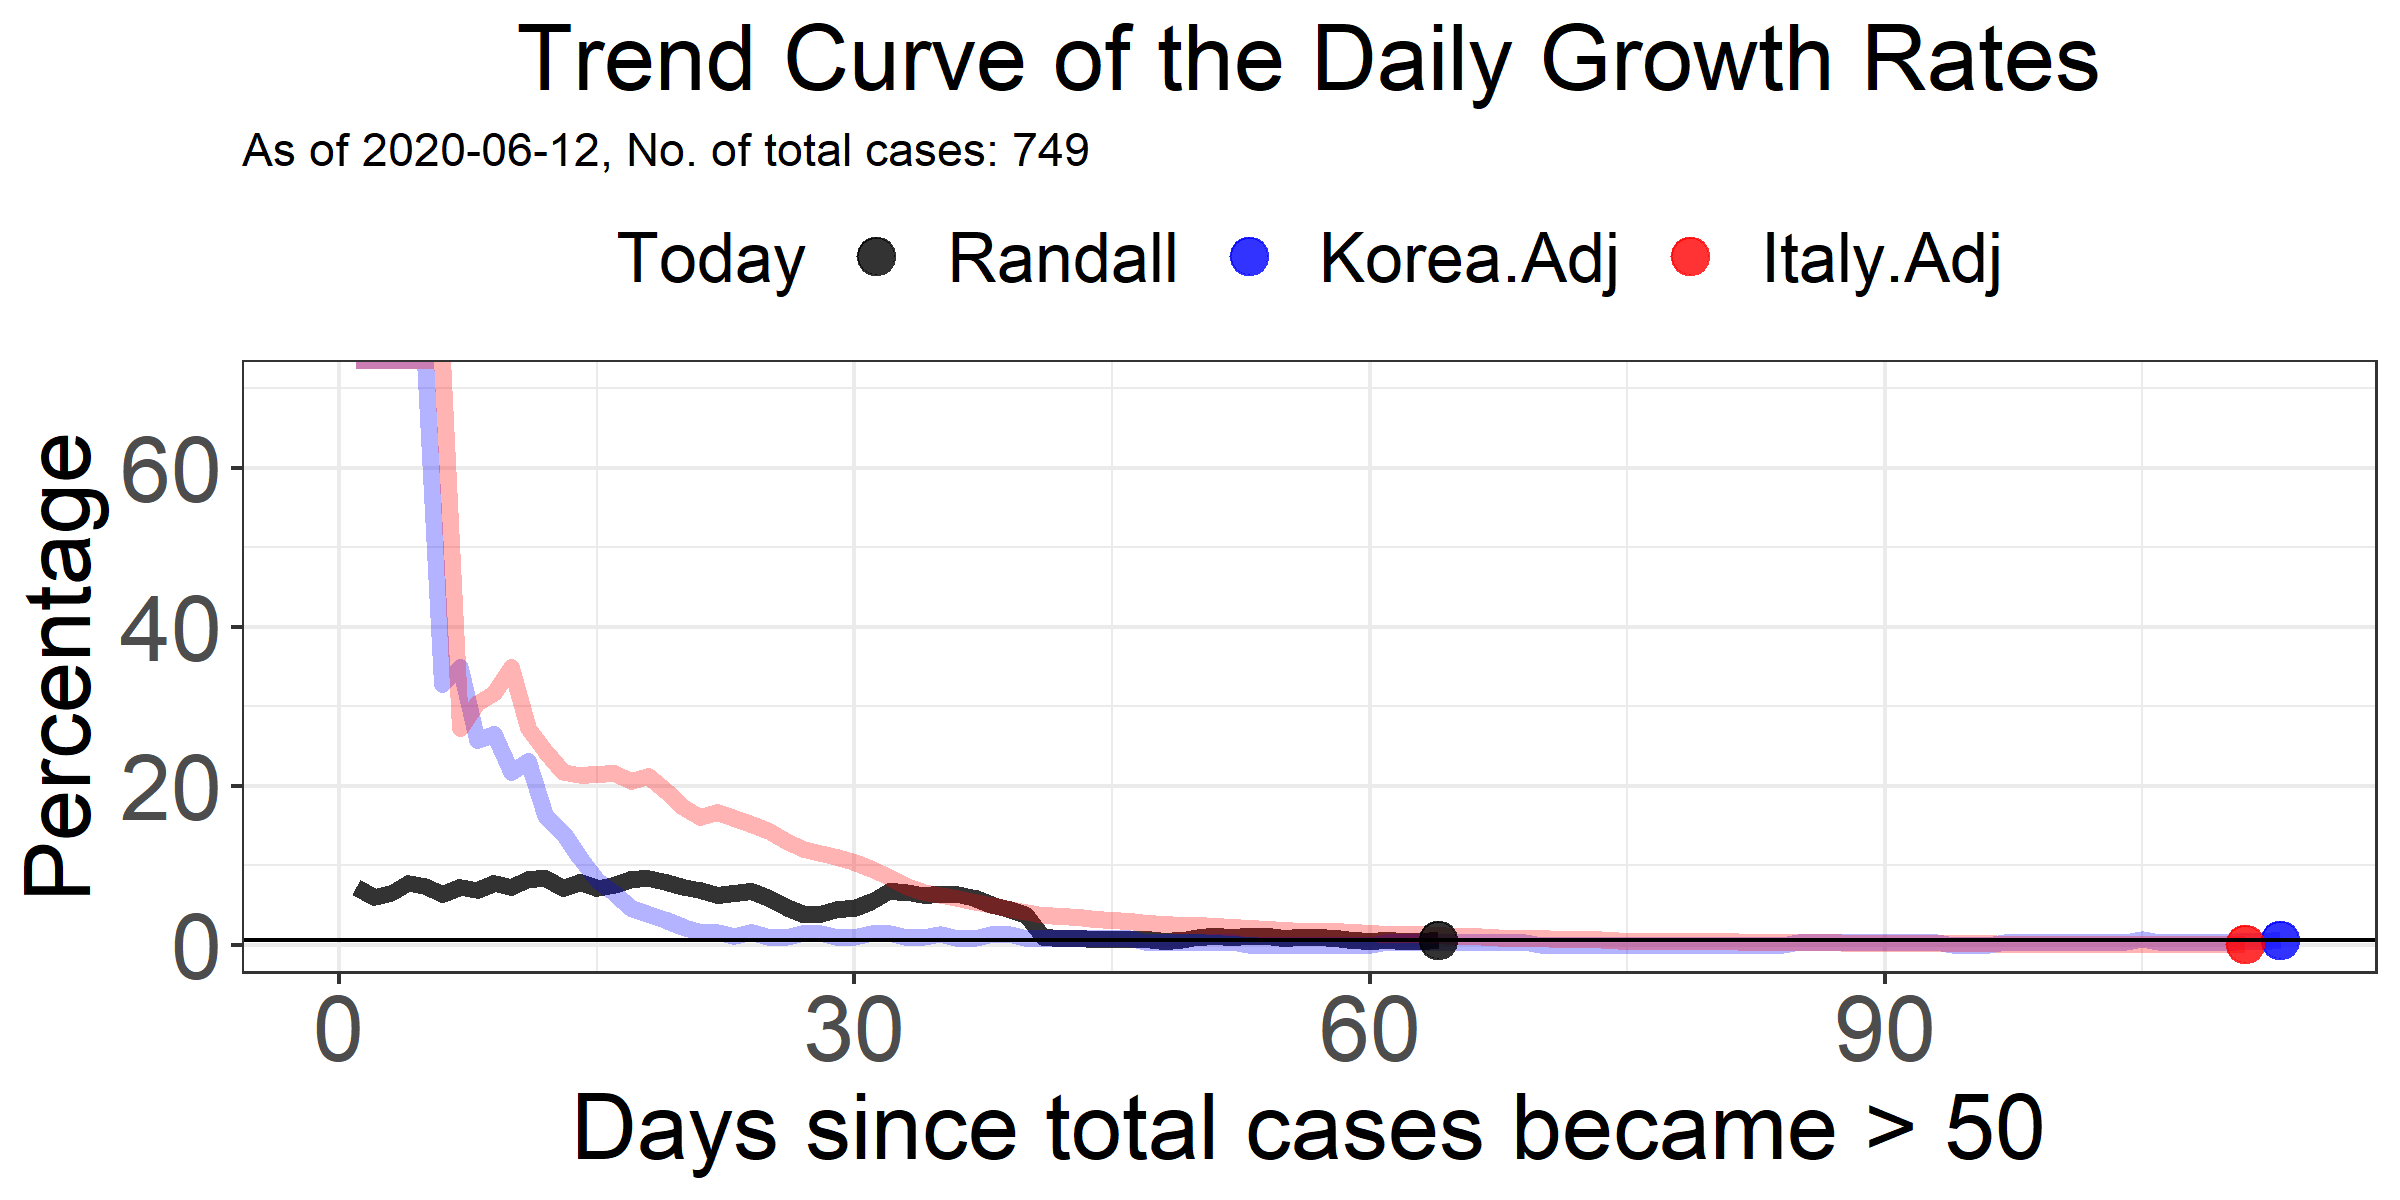 Trend Curve of the Daily Growth Rates
As of 2020-06-12, No. of total cases: 749
Today Randall Korea.Adj Italy.Adj
Percentage
60
40
20
0
0 30 60 90
Days since total cases became > 50